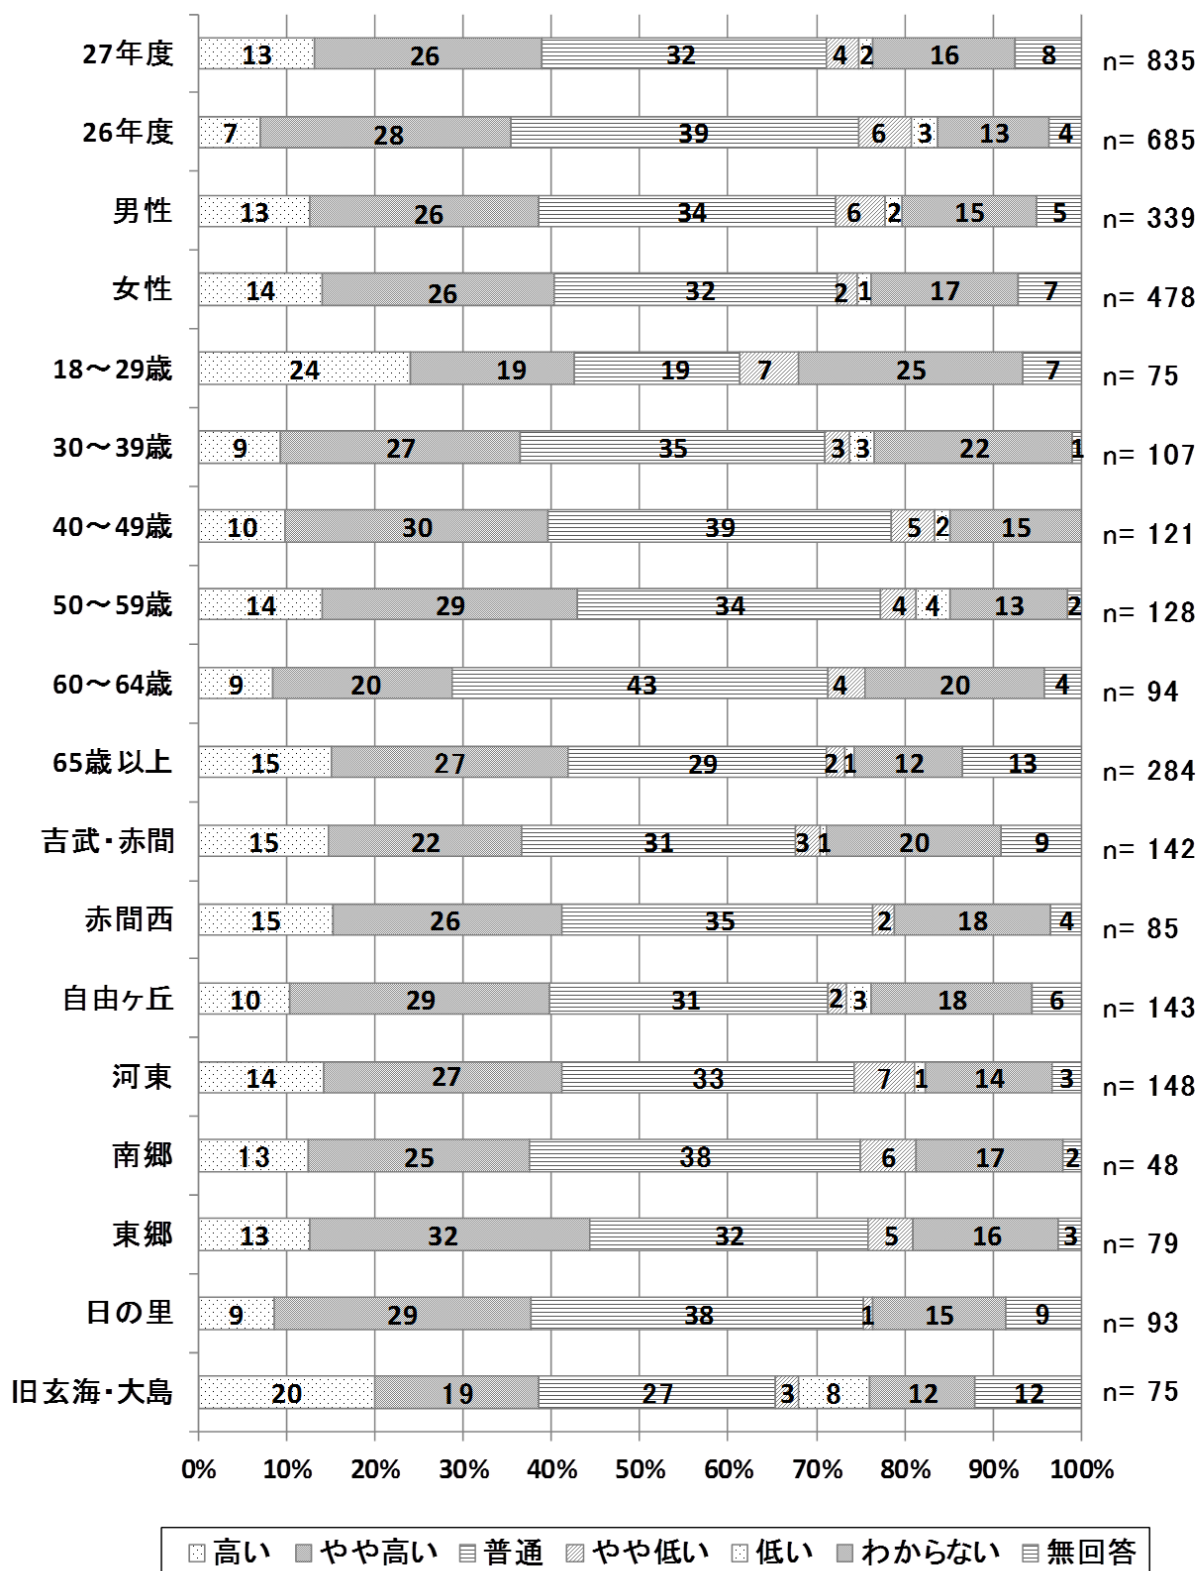 27年度 13 26 32 4 2 16 8 n= 835
26年度 7 28 39 6 3 13 4 n= 685
男性 13 26 34 6 2 15 5 n= 339
女性 14 26 32 2 1 17 7 n= 478
18〜29歳 24 19 19 7 25 7 n= 75
30〜39歳 9 27 35 3 3 22 1 n= 107
40〜49歳 10 30 39 5 2 15 n= 121
50〜59歳 14 29 34 4 4 13 2 n= 128
60〜64歳 9 20 43 4 20 4 n= 94
65歳以上 15 27 29 2 1 12 13 n= 284
吉武・赤間 15 22 31 3 1 20 9 n= 142
赤間西 15 26 35 2 18 4 n= 85
自由ヶ丘 10 29 31 2 3 18 6 n= 143
河東 14 27 33 7 1 14 3 n= 148
南郷 13 25 38 6 17 2 n= 48
東郷 13 32 32 5 16 3 n= 79
日の里 9 29 38 1 15 9 n= 93
旧玄海・大島 20 19 27 3 8 12 12 n= 75
0% 10% 20% 30% 40% 50% 60% 70% 80% 90% 100%
高い やや高い 普通 やや低い 低い わからない 無回答